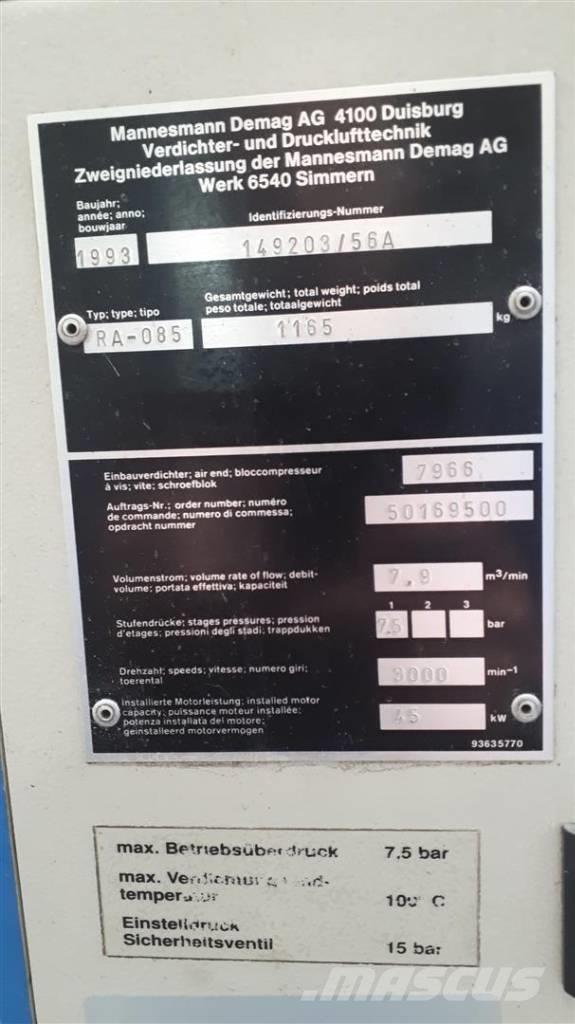 Mannesmann Demag AG 4100 Duisburg
Verdichter- und Drucklufttechnik
Zweigniederlassung der Mannesmann Demag AG
Werk 6540 Simmern
Baujahr;
année; anno;
bouwjaar
Identifizierungs-Nummer
1993
149203/56A
Typ; type; tipo
Gesamtgewicht; total weight; poids total
peso totale; totaalgewicht
RA-085
1165
kg
Einbauverdichter; air end; bloccompresseur
à vis; vite; schroefblok
7966
Auftrags-Nr.; order number; numéro
de commande; numero di commessa;
opdracht nummer
50169500
Volumenstrom; volume rate of flow; debit-
volume; portata effettiva; kapaciteit
7,9
m³/min
1 2 3
Stufendrücke; stages pressures; pression
d'etages; pressioni degli stadi; trappdukken
7,5
bar
Drehzahl; speeds; vitesse; numero giri;
toerental
3000
min⁻¹
installierte Motorleistung; installed motor
capacity; puissance moteur installée;
potenza installata del motore;
geinstalleerd motorvermogen
45
kW
93635770
max. Betriebsüberdruck 7,5 bar
max.
temperatur C
Einstelldruck
Sicherheitsventil 15 bar
MASCUS